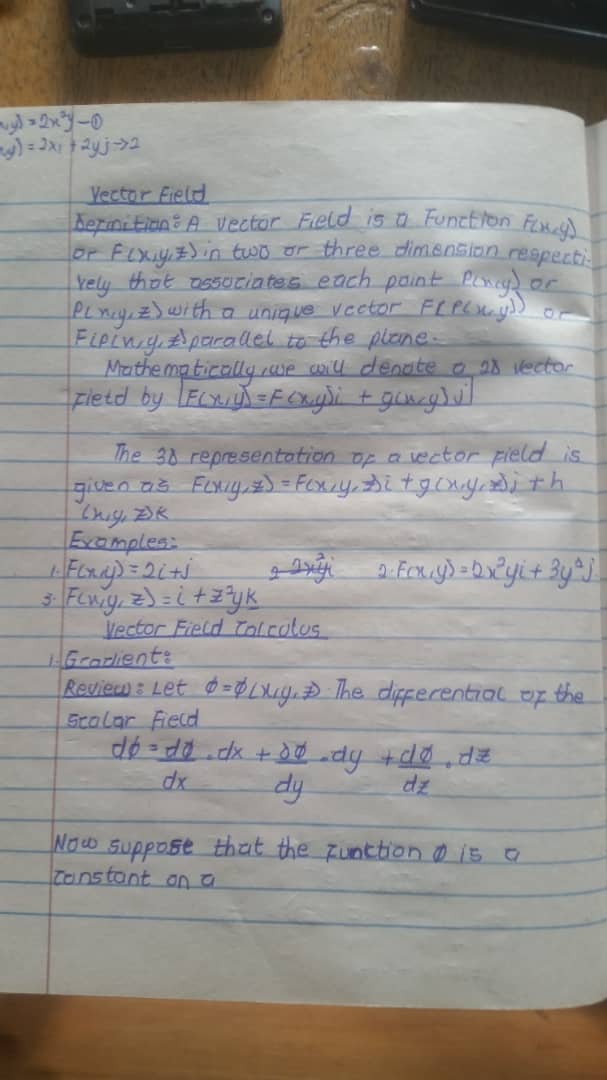 x,y) = 2x²y -①
x,y) = 2xi + 2yj →2
Vector Field
Definition: A vector Field is a Function F(x,y)
or F(x,y,z) in two or three dimension respecti-
vely that associates each point P(x,y) or
P(x,y,z) with a unique vector F(P(x,y)) or
F(P(x,y,z) parallel to the plane.
Mathematically, we will denote a 2D vector
Field by F(x,y) = F(x,y)i + g(x,y)j
The 3D representation of a vector field is
given as F(x,y,z) = F(x,y,z)i + g(x,y,z)j + h
(x,y,z)k
Examples:
1. F(x,y) = 2i+j 2. F(x,y) = 2x²yi + 3y²j
3. F(x,y,z) = i + z²yk
Vector Field Calculus
1. Gradient:
Review: Let φ=φ(x,y,z). The differential of the
scalar field
dφ = dφ . dx + ∂φ . dy + dφ . dz
dx dy dz
Now suppose that the function φ is a
constant on a